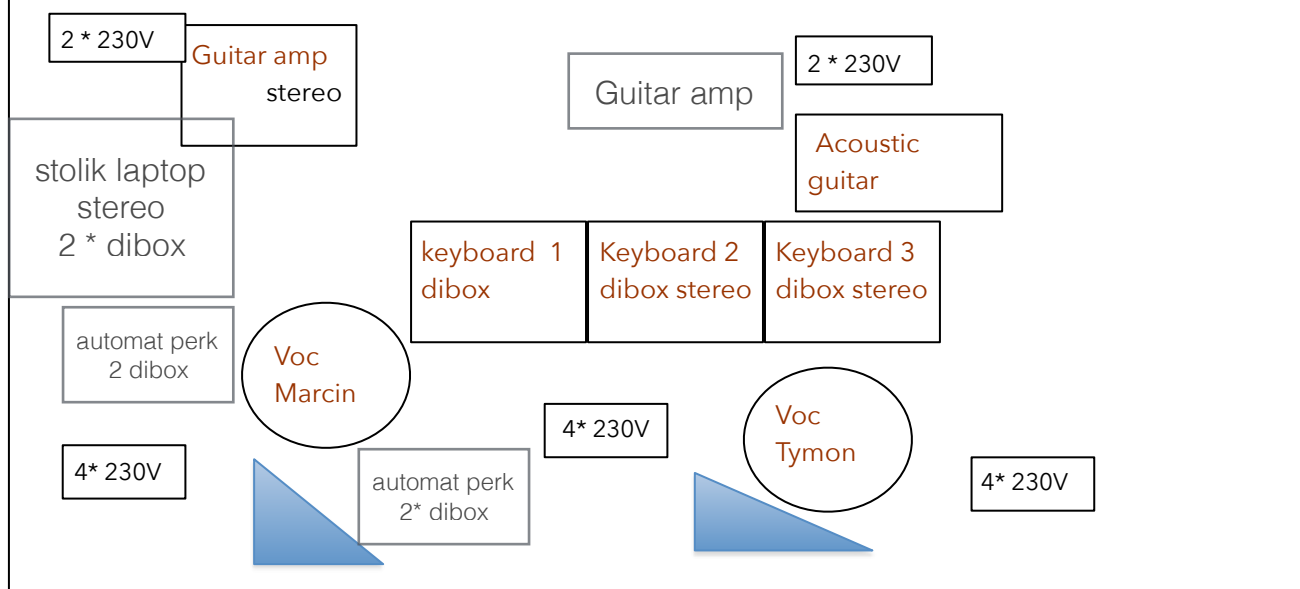 2 * 230V
Guitar amp
stereo
Guitar amp
2 * 230V
Acoustic
guitar
stolik laptop
stereo
2 * dibox
keyboard 1
dibox
Keyboard 2
dibox stereo
Keyboard 3
dibox stereo
automat perk
2 dibox
Voc
Marcin
4* 230V
Voc
Tymon
4* 230V
automat perk
2* dibox
4* 230V